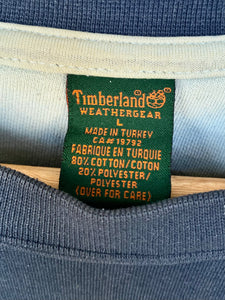 Timberland
WEATHERGEAR
L
MADE IN TURKEY
CA# 19792
FABRIQUE EN TURQUIE
80% COTTON/COTON
20% POLYESTER/
POLYESTER
(OVER FOR CARE)